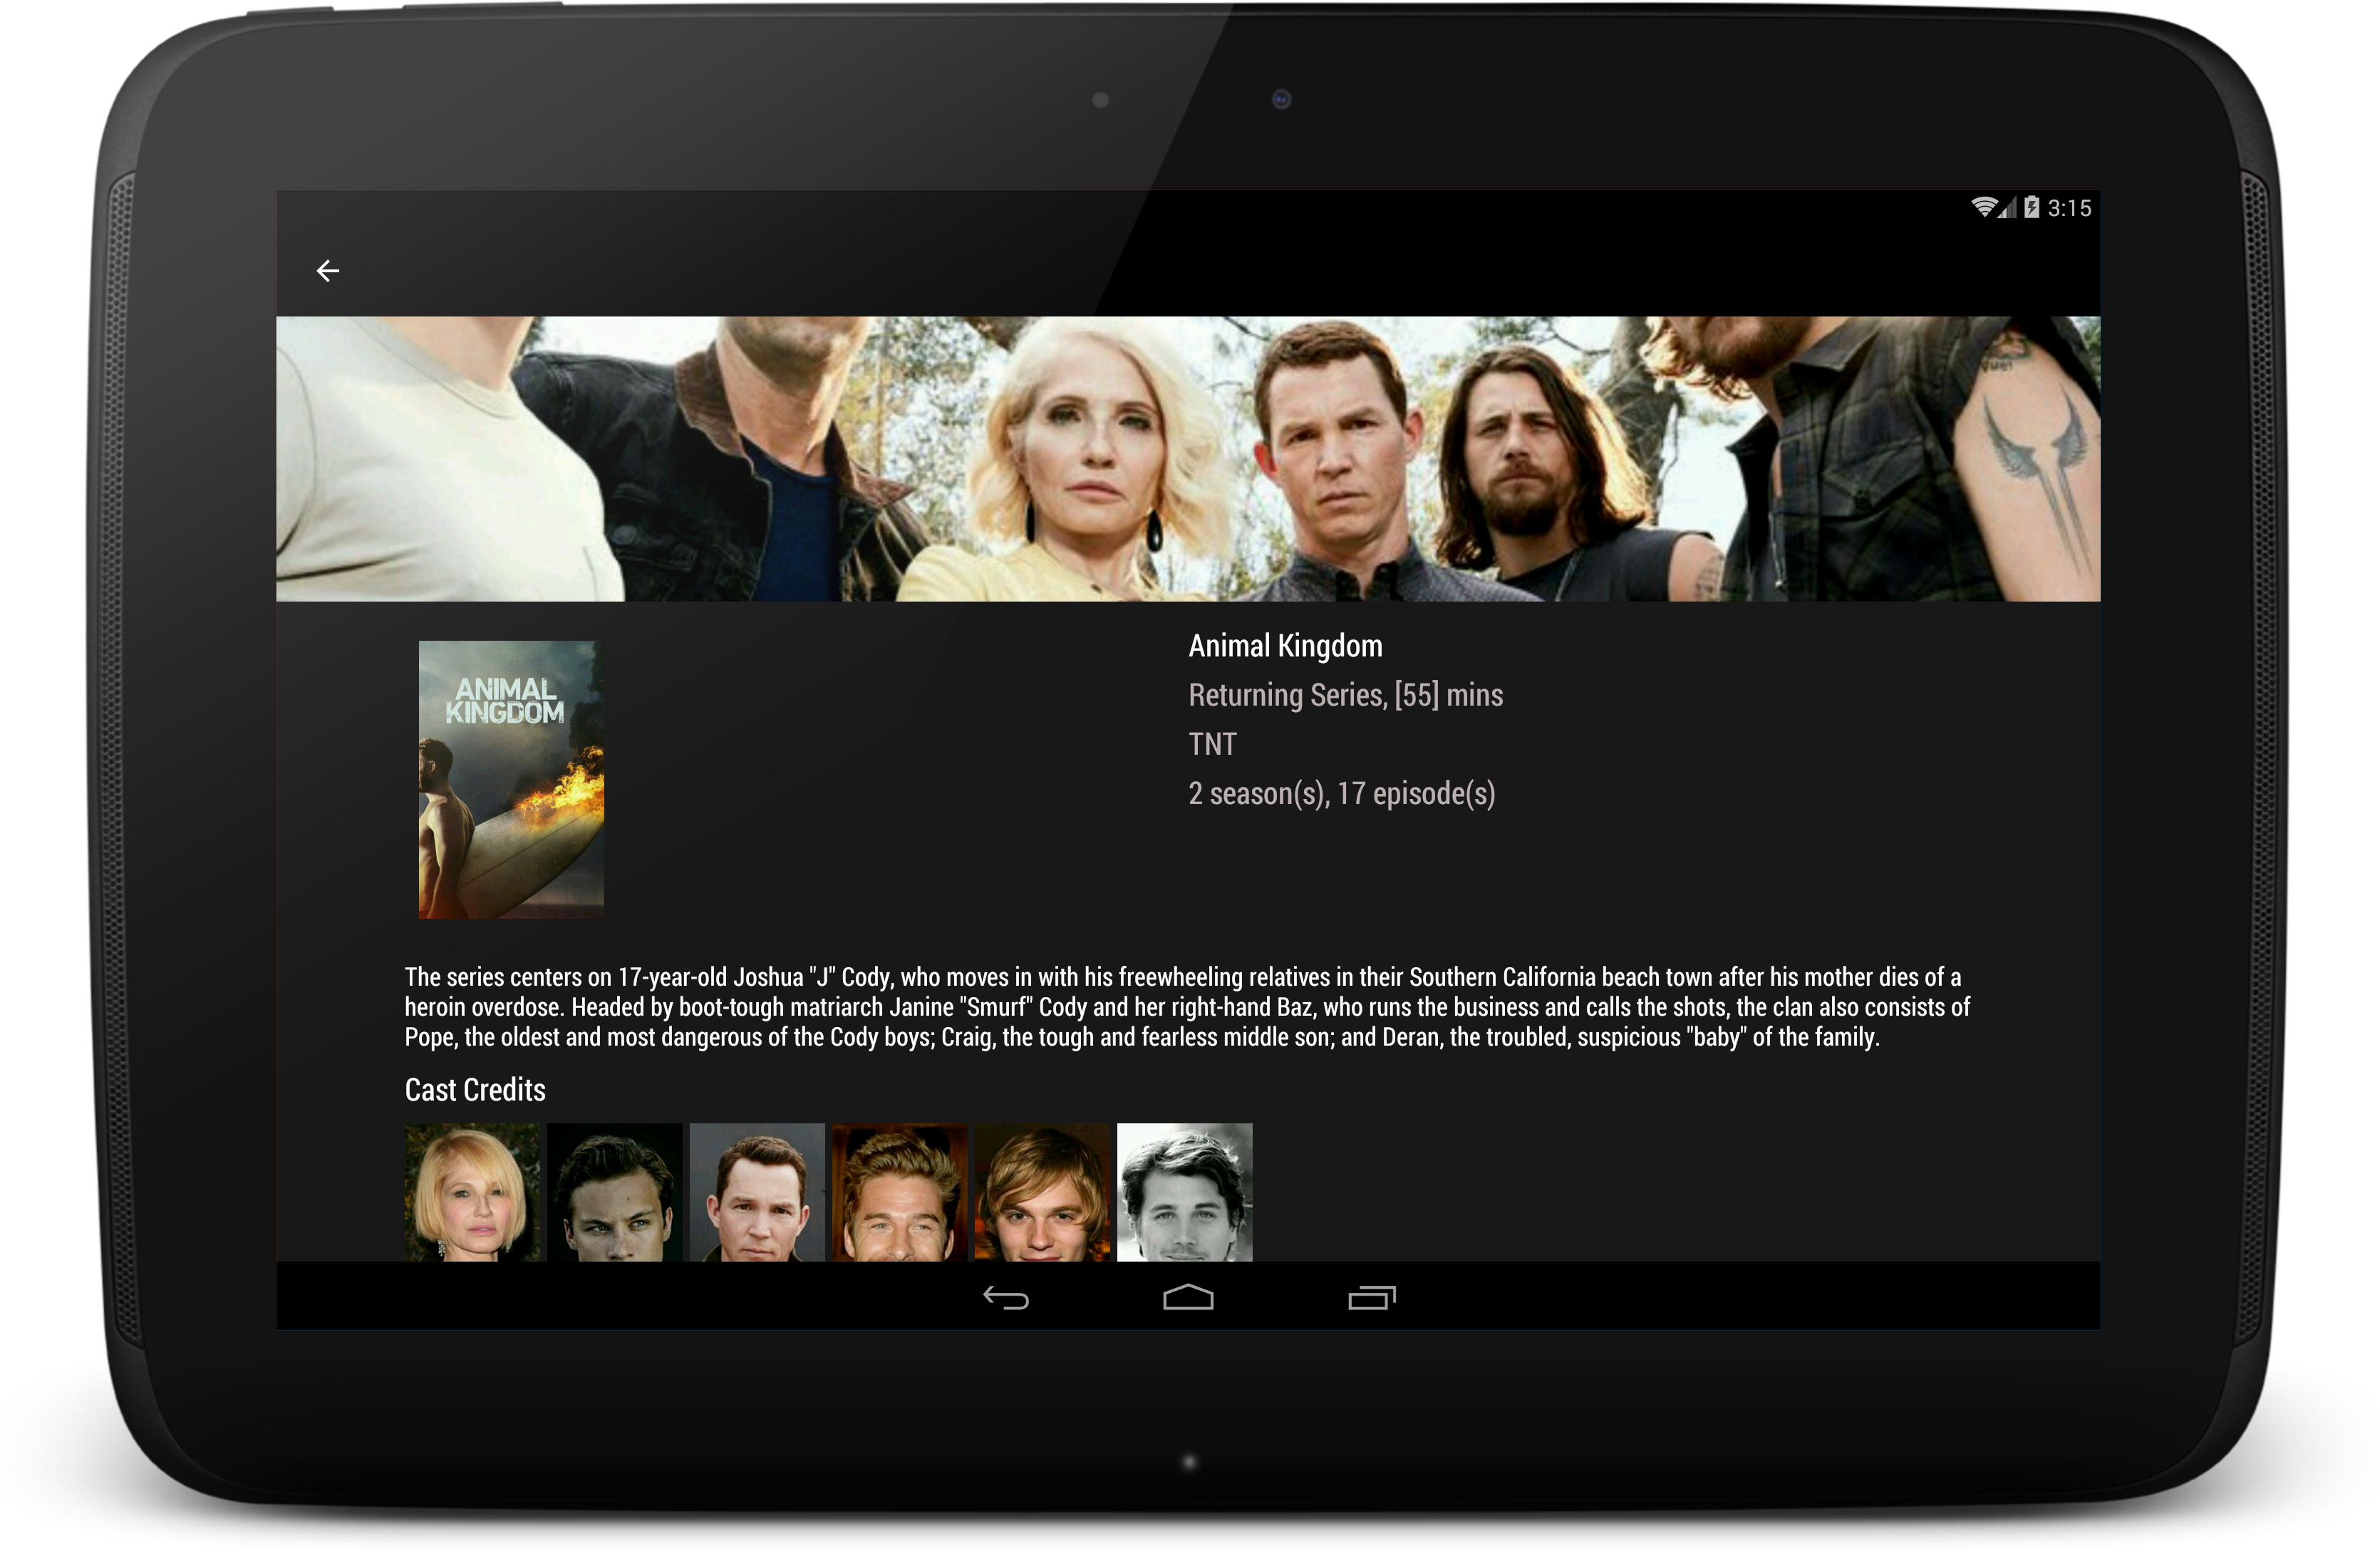 3:15
Animal Kingdom
Returning Series, [55] mins
TNT
2 season(s), 17 episode(s)
ANIMAL
KINGDOM
The series centers on 17-year-old Joshua "J" Cody, who moves in with his freewheeling relatives in their Southern California beach town after his mother dies of a
heroin overdose. Headed by boot-tough matriarch Janine "Smurf" Cody and her right-hand Baz, who runs the business and calls the shots, the clan also consists of
Pope, the oldest and most dangerous of the Cody boys; Craig, the tough and fearless middle son; and Deran, the troubled, suspicious "baby" of the family.
Cast Credits